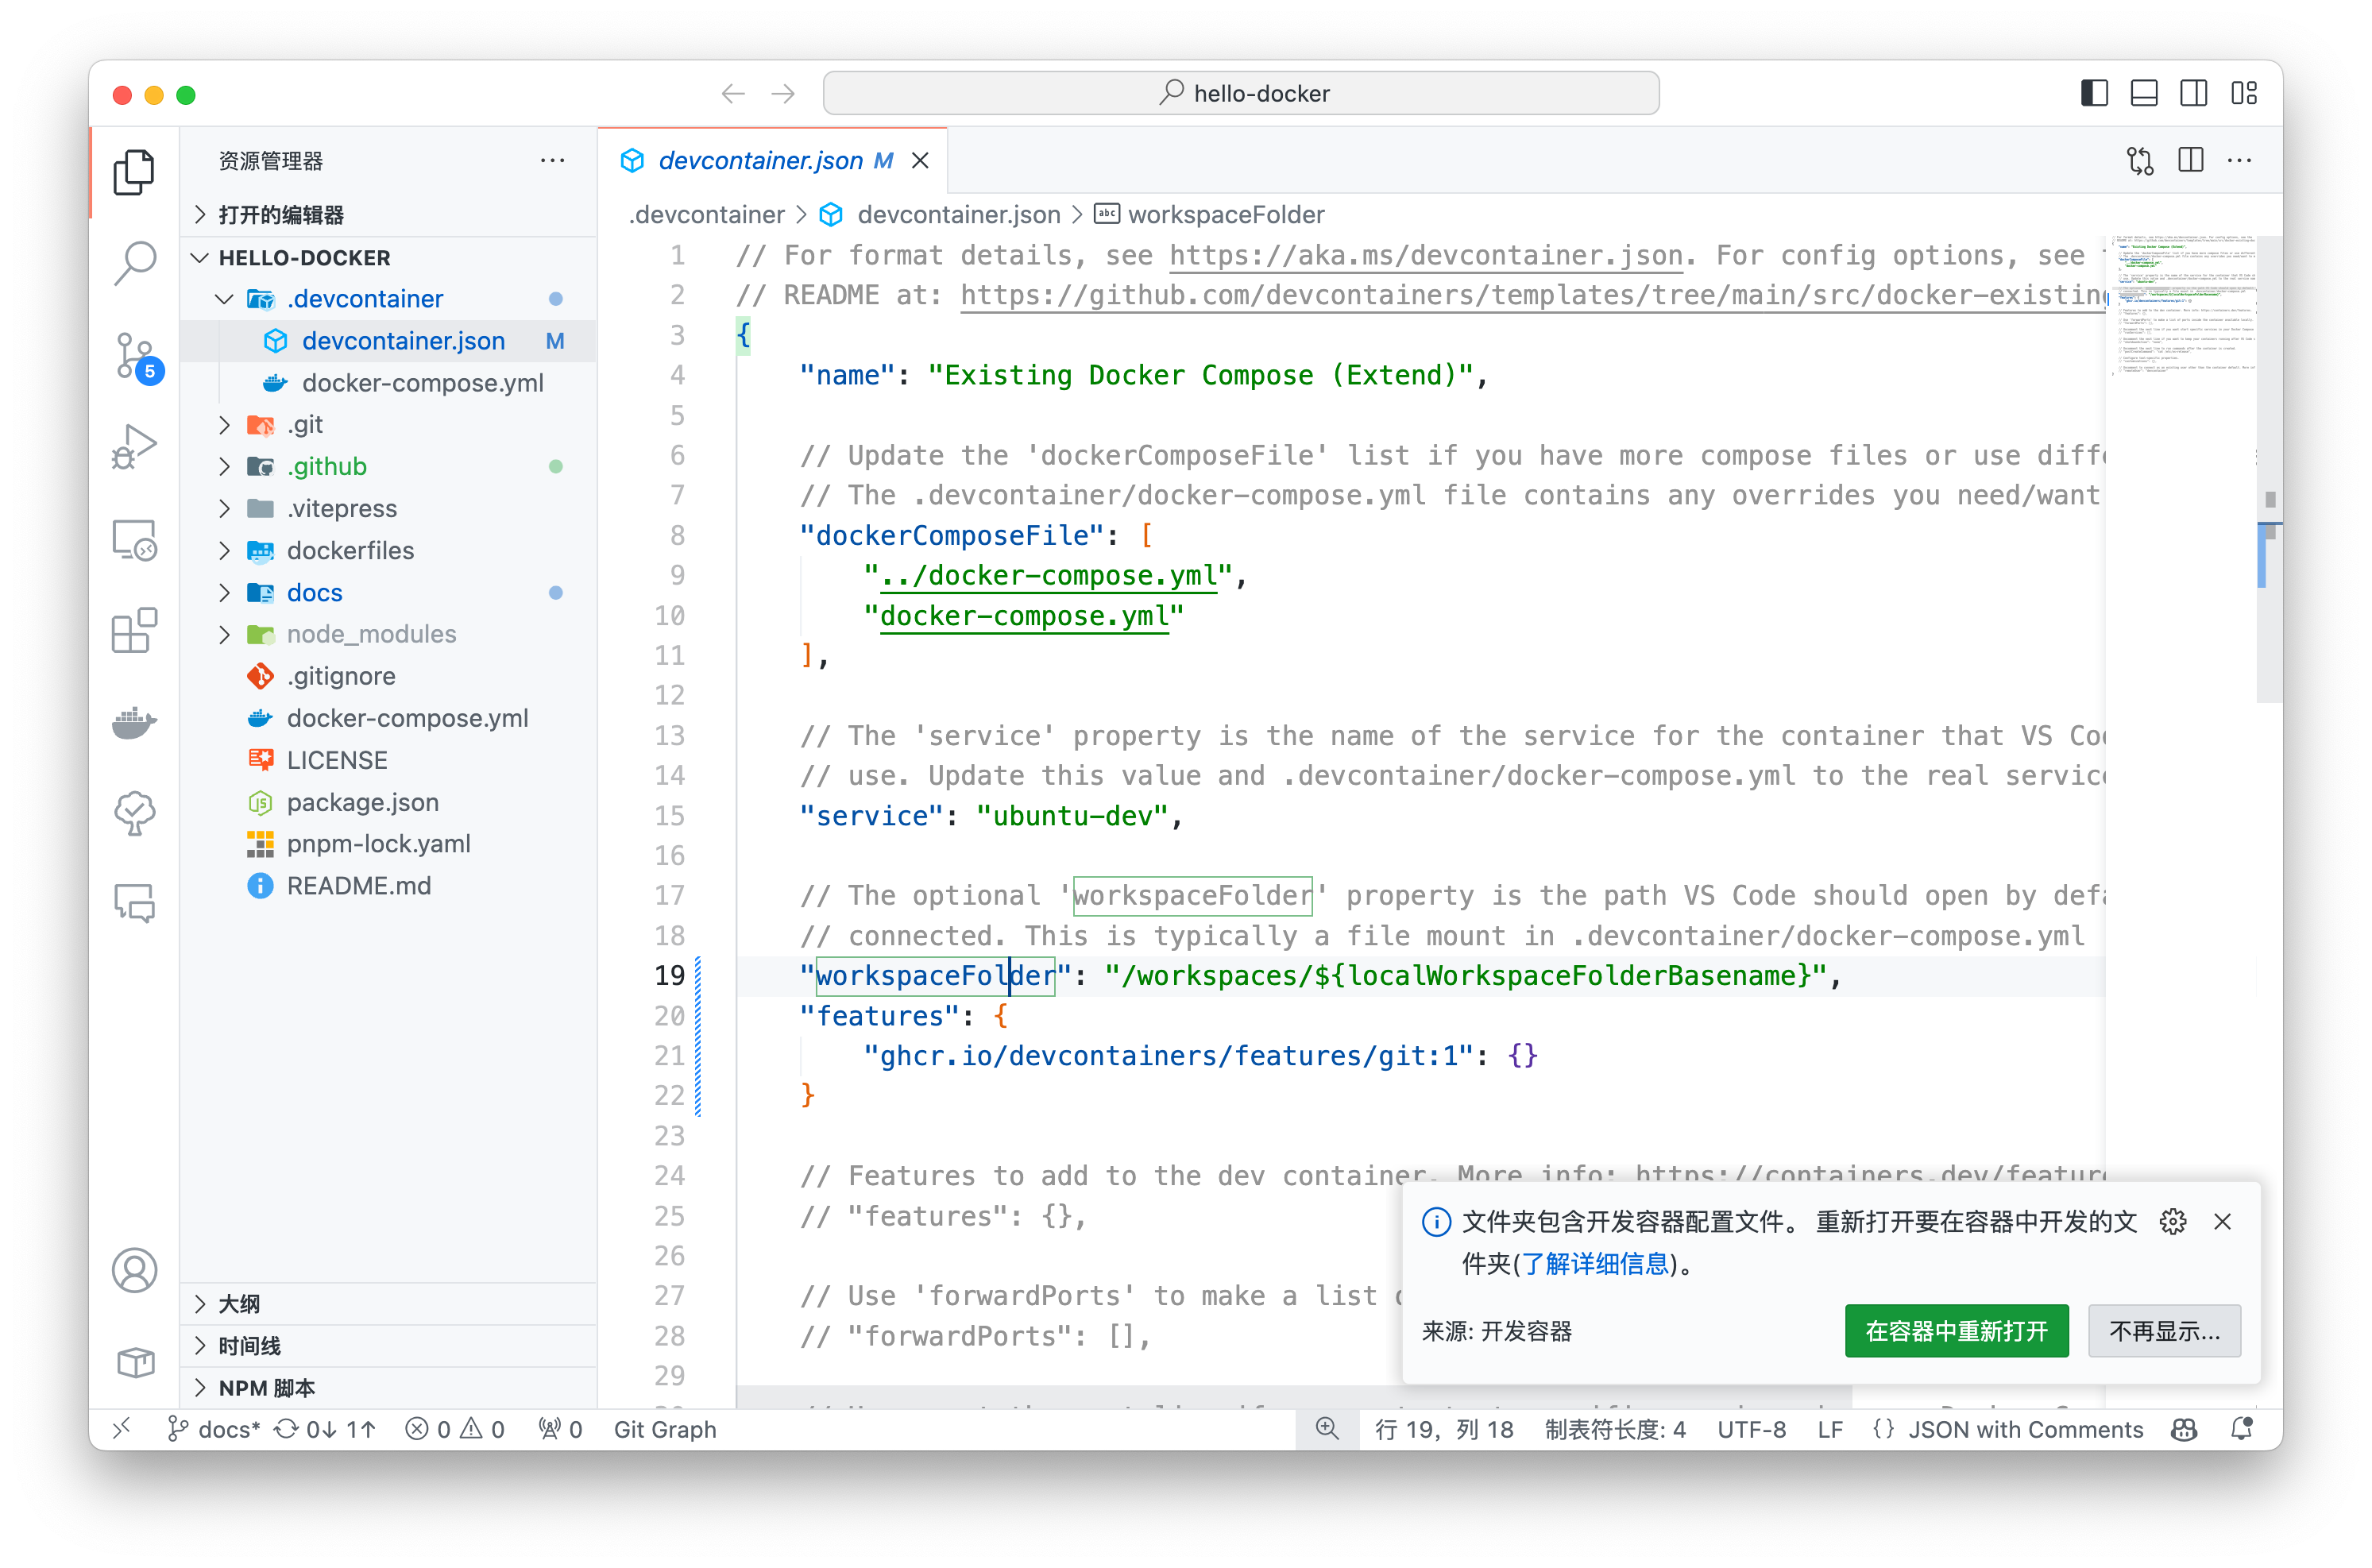 hello-docker
资源管理器
打开的编辑器
HELLO-DOCKER
.devcontainer
devcontainer.json M
docker-compose.yml
.git
.github
.vitepress
dockerfiles
docs
node_modules
.gitignore
docker-compose.yml
LICENSE
package.json
pnpm-lock.yaml
README.md
大纲
时间线
NPM 脚本
5
devcontainer.json M
.devcontainer > devcontainer.json > workspaceFolder
1 // For format details, see https://aka.ms/devcontainer.json. For config options, see
2 // README at: https://github.com/devcontainers/templates/tree/main/src/docker-existing
3 {
4 "name": "Existing Docker Compose (Extend)",
5
6 // Update the 'dockerComposeFile' list if you have more compose files or use diffe
7 // The .devcontainer/docker-compose.yml file contains any overrides you need/want
8 "dockerComposeFile": [
9 "../docker-compose.yml",
10 "docker-compose.yml"
11 ],
12
13 // The 'service' property is the name of the service for the container that VS Cod
14 // use. Update this value and .devcontainer/docker-compose.yml to the real service
15 "service": "ubuntu-dev",
16
17 // The optional 'workspaceFolder' property is the path VS Code should open by defa
18 // connected. This is typically a file mount in .devcontainer/docker-compose.yml
19 "workspaceFolder": "/workspaces/${localWorkspaceFolderBasename}",
20 "features": {
21 "ghcr.io/devcontainers/features/git:1": {}
22 }
23
24 // Features to add to the dev container. More info: https://containers.dev/feature
25 // "features": {},
26
27 // Use 'forwardPorts' to make a list
28 // "forwardPorts": [],
29
文件夹包含开发容器配置文件。 重新打开要在容器中开发的文
件夹(了解详细信息)。
来源: 开发容器
在容器中重新打开
不再显示...
docs* 0↓ 1↑ 0 0 0 Git Graph 行 19，列 18 制表符长度: 4 UTF-8 LF {} JSON with Comments